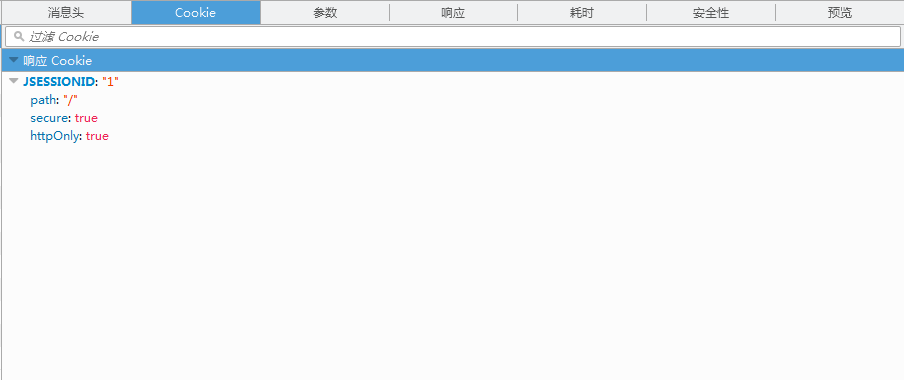 消息头 Cookie 参数 响应 耗时 安全性 预览
过滤 Cookie
响应 Cookie
JSESSIONID: "1"
path: "/"
secure: true
httpOnly: true